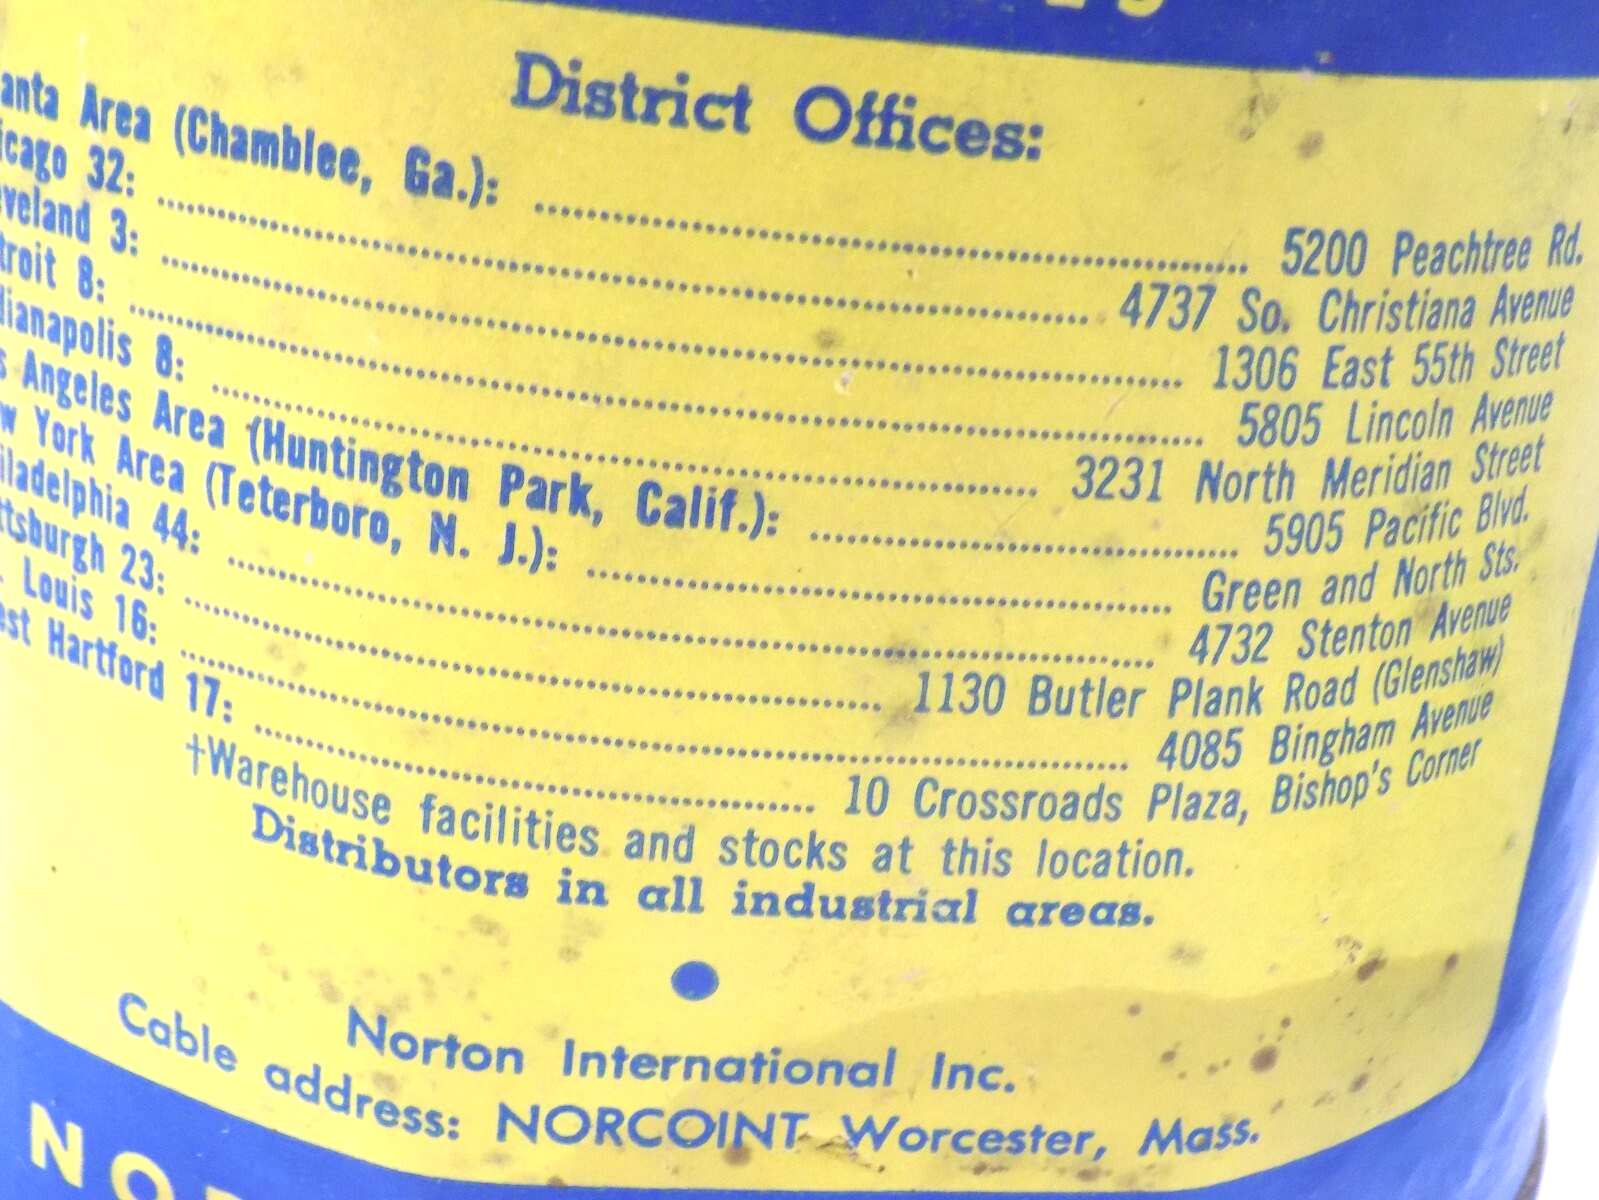 District Offices:
anta Area (Chamblee, Ga.): 5200 Peachtree Rd.
icago 32: 4737 So. Christiana Avenue
eveland 3: 1306 East 55th Street
troit 8: 5805 Lincoln Avenue
dianapolis 8: 3231 North Meridian Street
s Angeles Area (Huntington Park, Calif.): 5905 Pacific Blvd.
w York Area (Teterboro, N. J.): Green and North Sts.
iladelphia 44: 4732 Stenton Avenue
ttsburgh 23: 1130 Butler Plank Road (Glenshaw)
. Louis 16: 4085 Bingham Avenue
est Hartford 17: 10 Crossroads Plaza, Bishop's Corner
†Warehouse facilities and stocks at this location.
Distributors in all industrial areas.
Norton International Inc.
Cable address: NORCOINT Worcester, Mass.
NO